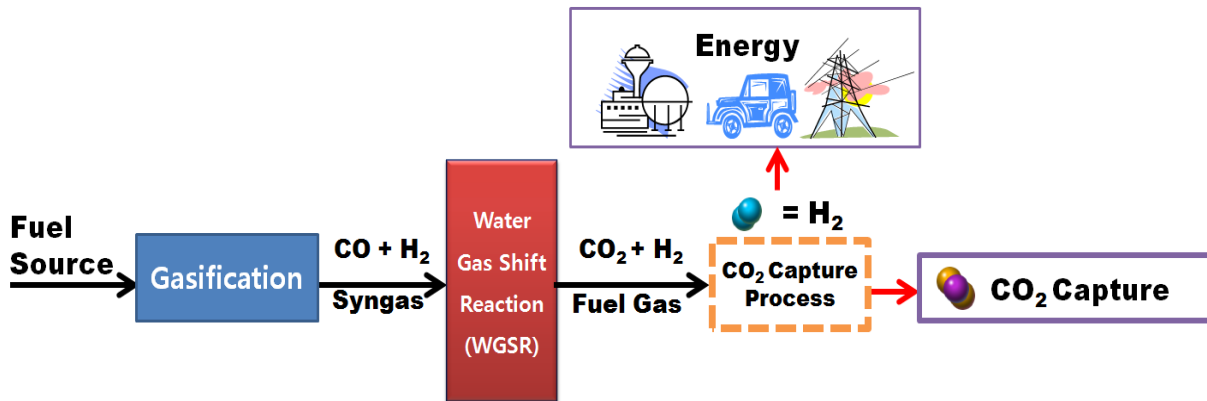 Energy
Fuel
Source
Gasification
CO + H₂
Syngas
Water
Gas Shift
Reaction
(WGSR)
CO₂ + H₂
Fuel Gas
= H₂
CO₂ Capture
Process
CO₂ Capture